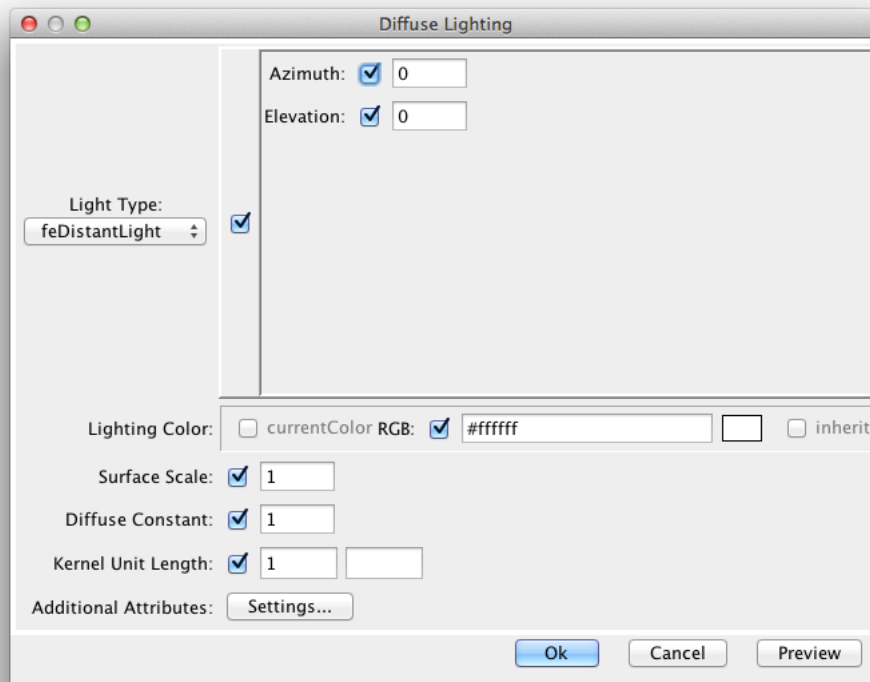 Diffuse Lighting
Azimuth: 0
Elevation: 0
Light Type:
feDistantLight
Lighting Color: currentColor RGB: #ffffff inherit
Surface Scale: 1
Diffuse Constant: 1
Kernel Unit Length: 1
Additional Attributes: Settings...
Ok Cancel Preview